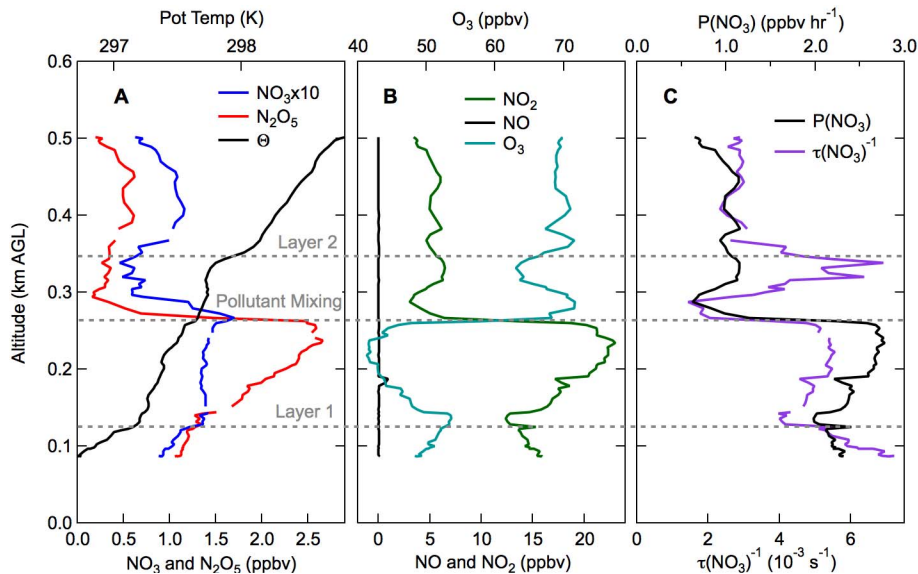 Pot Temp (K)
297 298
O₃ (ppbv)
40 50 60 70
P(NO₃) (ppbv hr⁻¹)
0.0 1.0 2.0 3.0
Altitude (km AGL)
0.6
0.5
0.4
0.3
0.2
0.1
0.0
A
NO₃x10
N₂O₅
Θ
B
NO₂
NO
O₃
C
P(NO₃)
τ(NO₃)⁻¹
Layer 2
Pollutant Mixing
Layer 1
0.0 0.5 1.0 1.5 2.0 2.5
NO₃ and N₂O₅ (ppbv)
0 5 10 15 20
NO and NO₂ (ppbv)
2 4 6
τ(NO₃)⁻¹ (10⁻³ s⁻¹)